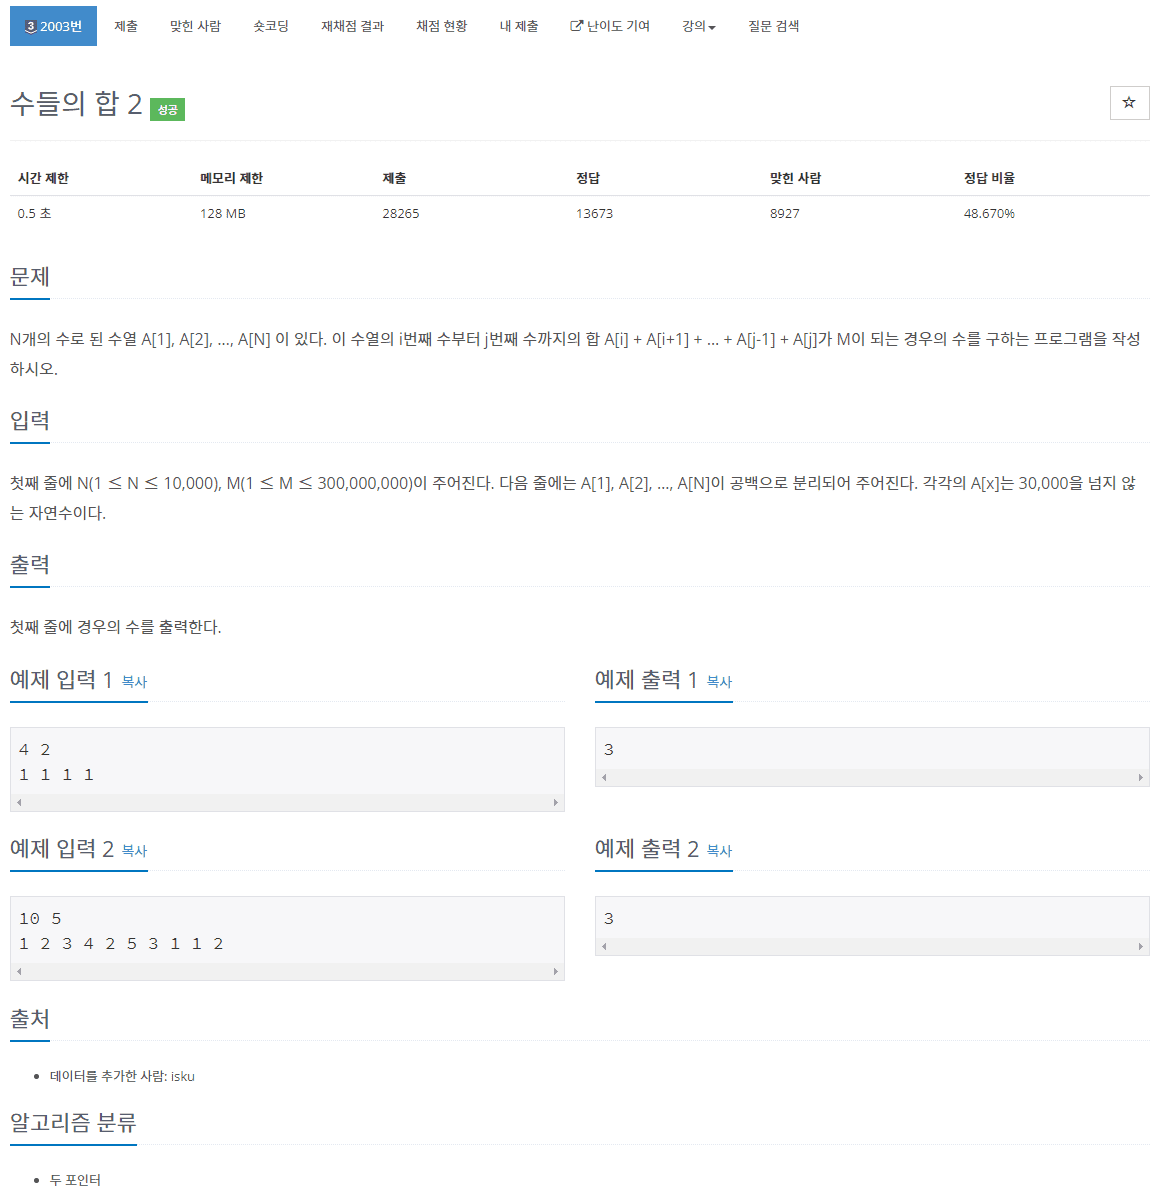 3 2003번 제출 맞힌 사람 숏코딩 재채점 결과 채점 현황 내 제출 난이도 기여 강의 질문 검색
수들의 합 2 성공
시간 제한 메모리 제한 제출 정답 맞힌 사람 정답 비율
0.5 초 128 MB 28265 13673 8927 48.670%
문제
N개의 수로 된 수열 A[1], A[2], …, A[N] 이 있다. 이 수열의 i번째 수부터 j번째 수까지의 합 A[i] + A[i+1] + … + A[j-1] + A[j]가 M이 되는 경우의 수를 구하는 프로그램을 작성
하시오.
입력
첫째 줄에 N(1 ≤ N ≤ 10,000), M(1 ≤ M ≤ 300,000,000)이 주어진다. 다음 줄에는 A[1], A[2], …, A[N]이 공백으로 분리되어 주어진다. 각각의 A[x]는 30,000을 넘지 않
는 자연수이다.
출력
첫째 줄에 경우의 수를 출력한다.
예제 입력 1 복사
4 2
1 1 1 1
예제 출력 1 복사
3
예제 입력 2 복사
10 5
1 2 3 4 2 5 3 1 1 2
예제 출력 2 복사
3
출처
데이터를 추가한 사람: isku
알고리즘 분류
두 포인터